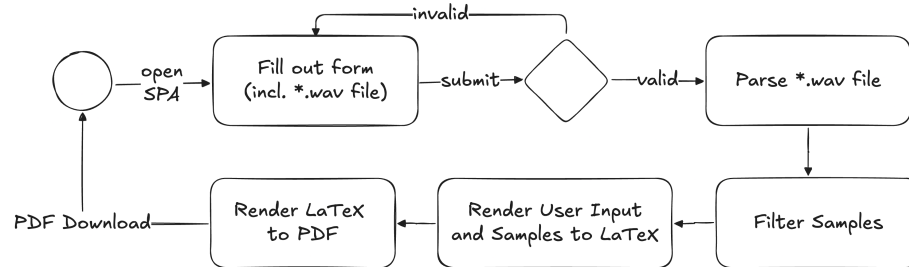 invalid
open
SPA
Fill out form
(incl. *.wav file)
submit
valid
Parse *.wav file
PDF Download
Render LaTeX
to PDF
Render User Input
and Samples to LaTeX
Filter Samples